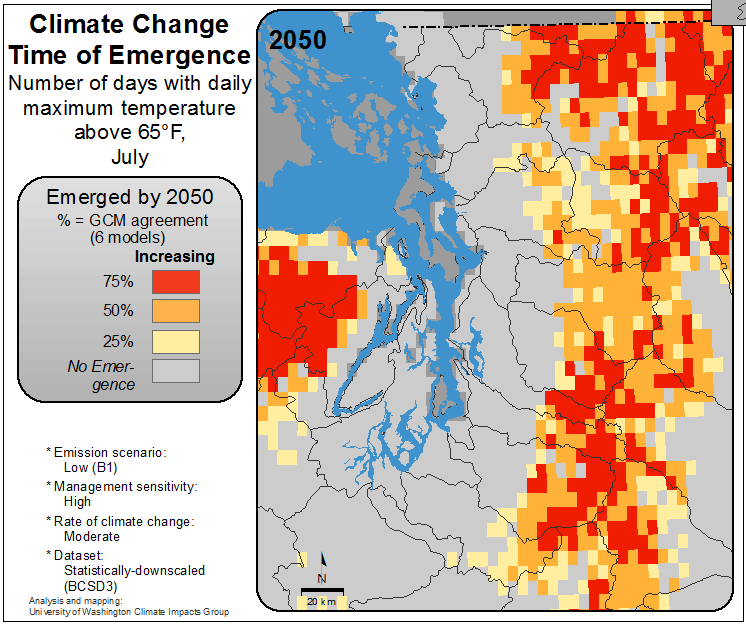 Climate Change
Time of Emergence
Number of days with daily
maximum temperature
above 65°F,
July
Emerged by 2050
% = GCM agreement
(6 models)
Increasing
75%
50%
25%
No Emer-
gence
* Emission scenario:
Low (B1)
* Management sensitivity:
High
* Rate of climate change:
Moderate
* Dataset:
Statistically-downscaled
(BCSD3)
Analysis and mapping:
University of Washington Climate Impacts Group
2050
N
20 km